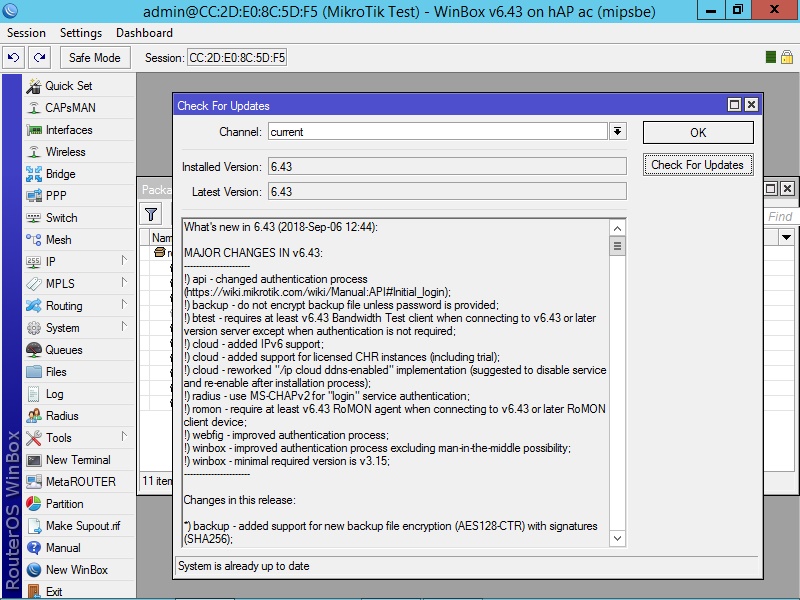 admin@CC:2D:E0:8C:5D:F5 (MikroTik Test) - WinBox v6.43 on hAP ac (mipsbe)
Session Settings Dashboard
Safe Mode Session: CC:2D:E0:8C:5D:F5
Quick Set
CAPsMAN
Interfaces
Wireless
Bridge
PPP
Switch
Mesh
IP
MPLS
Routing
System
Queues
Files
Log
Radius
Tools
New Terminal
MetaROUTER
Partition
Make Supout.rif
Manual
New WinBox
Exit
RouterOS WinBox
Find
11
Check For Updates
Channel: current
OK
Installed Version: 6.43
Check For Updates
Latest Version: 6.43
What's new in 6.43 (2018-Sep-06 12:44):
MAJOR CHANGES IN v6.43:
----------------------
!) api - changed authentication process
(https://wiki.mikrotik.com/wiki/Manual:API#Initial_login);
!) backup - do not encrypt backup file unless password is provided;
!) btest - requires at least v6.43 Bandwidth Test client when connecting to v6.43 or later
version server except when authentication is not required;
!) cloud - added IPv6 support;
!) cloud - added support for licensed CHR instances (including trial);
!) cloud - reworked "/ip cloud ddns-enabled" implementation (suggested to disable service
and re-enable after installation process);
!) radius - use MS-CHAPv2 for "login" service authentication;
!) romon - require at least v6.43 RoMON agent when connecting to v6.43 or later RoMON
client device;
!) webfig - improved authentication process;
!) winbox - improved authentication process excluding man-in-the-middle possibility;
!) winbox - minimal required version is v3.15;
----------------------
Changes in this release:
*) backup - added support for new backup file encryption (AES128-CTR) with signatures
(SHA256);
System is already up to date